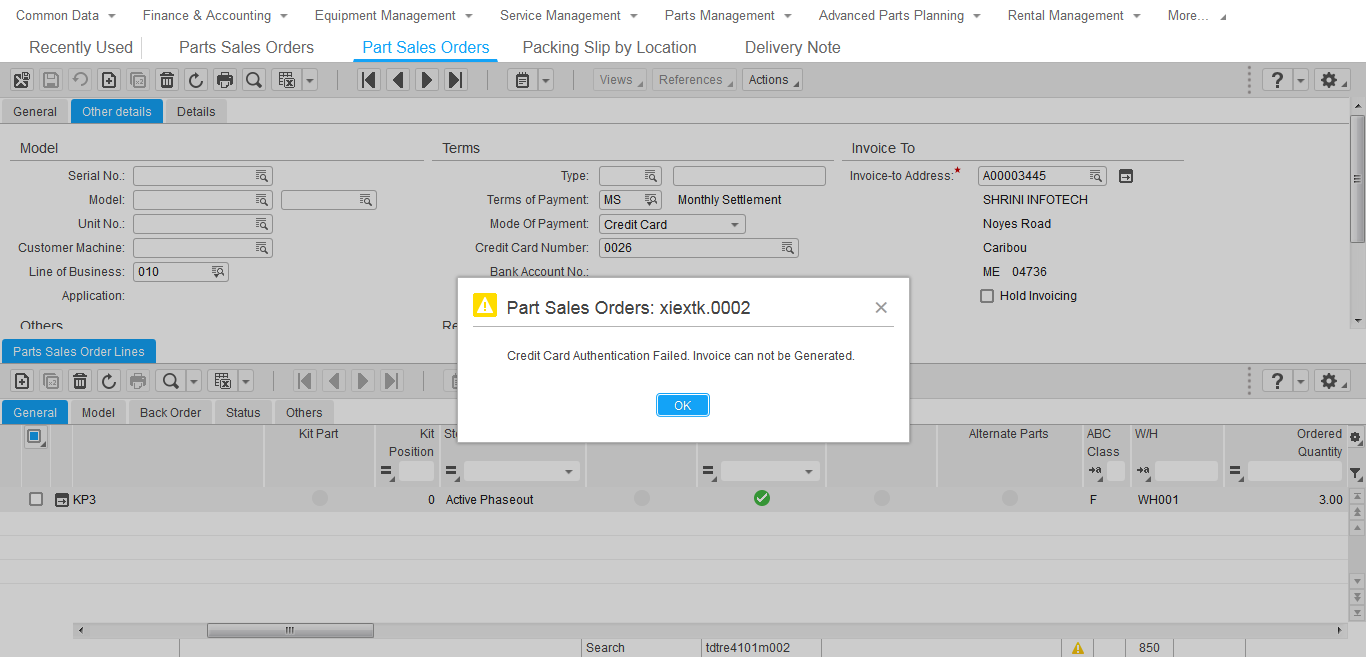 Common Data Finance & Accounting Equipment Management Service Management Parts Management Advanced Parts Planning Rental Management More...
Recently Used Parts Sales Orders Part Sales Orders Packing Slip by Location Delivery Note
Views References Actions ?
General Other details Details
Model Terms Invoice To
Serial No.: Type: Invoice-to Address:* A00003445
Model: Terms of Payment: MS Monthly Settlement SHRINI INFOTECH
Unit No.: Mode Of Payment: Credit Card Noyes Road
Customer Machine: Credit Card Number: 0026 Caribou
Line of Business: 010 Bank Account No.: ME 04736
Application: Hold Invoicing
Others
Part Sales Orders: xiextk.0002
Credit Card Authentication Failed. Invoice can not be Generated.
OK
Parts Sales Order Lines
?
General Model Back Order Status Others
Kit Part Kit Position Alternate Parts ABC Class W/H Ordered Quantity
KP3 0 Active Phaseout F WH001 3.00
Search tdtre4101m002 850